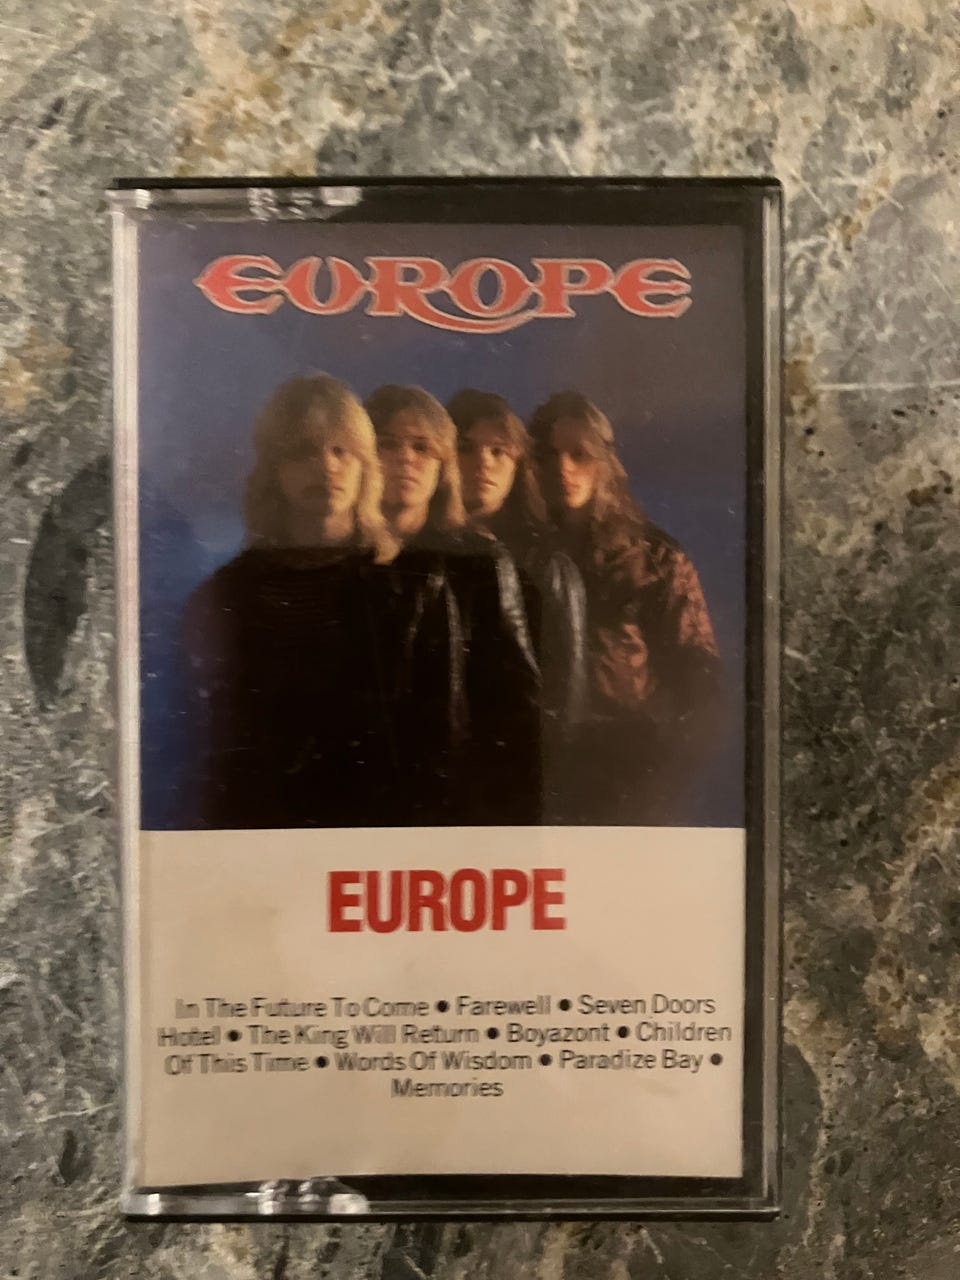 EUROPE
EUROPE
In The Future To Come • Farewell • Seven Doors
Hotel • The King Will Return • Boyazont • Children
Of This Time • Words Of Wisdom • Paradize Bay •
Memories